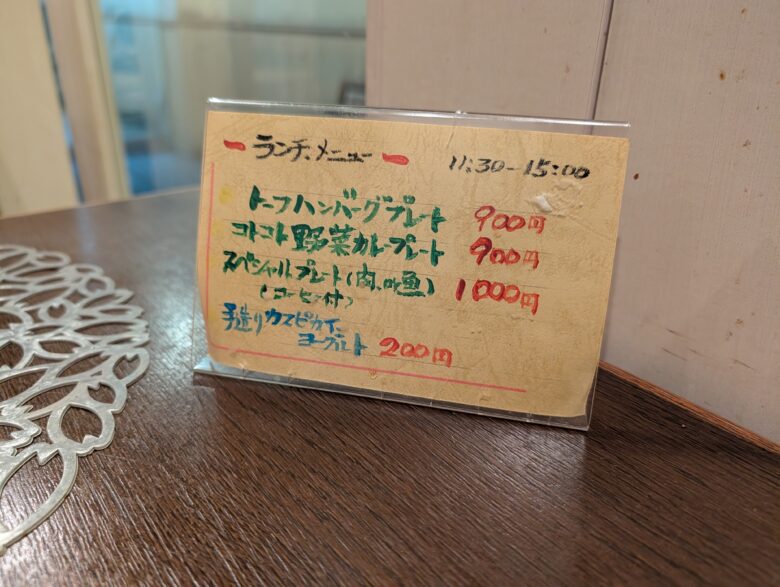 ランチ、メニュー 11:30-15:00
トーフハンバーグプレート 900円
コトコト野菜カレープレート 900円
スペシャルプレート(肉、or魚) 1000円
(コーヒー付)
手造りカスピカイ
ヨーグルト 200円